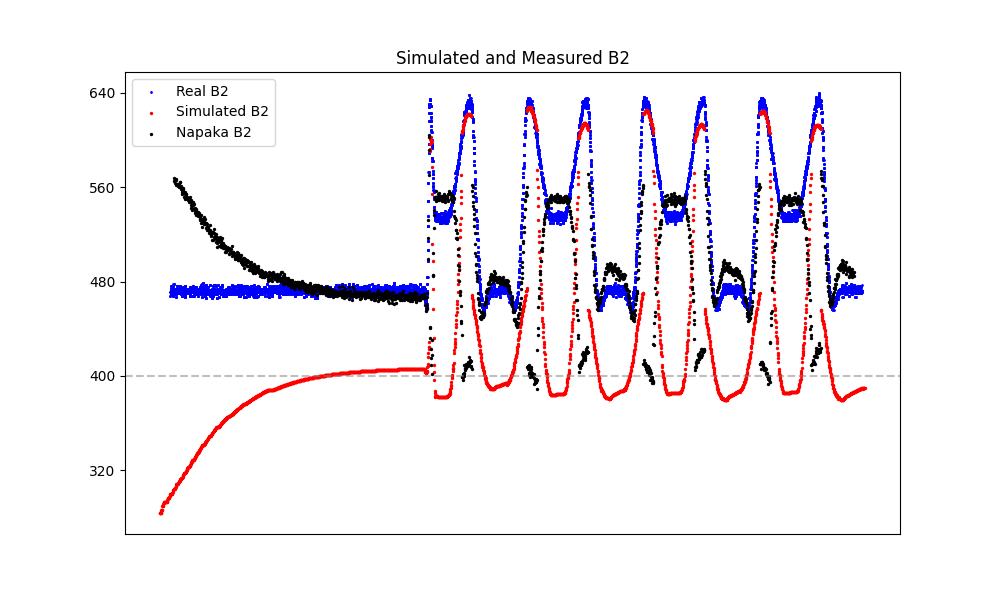 Simulated and Measured B2
Real B2
Simulated B2
Napaka B2
640
560
480
400
320